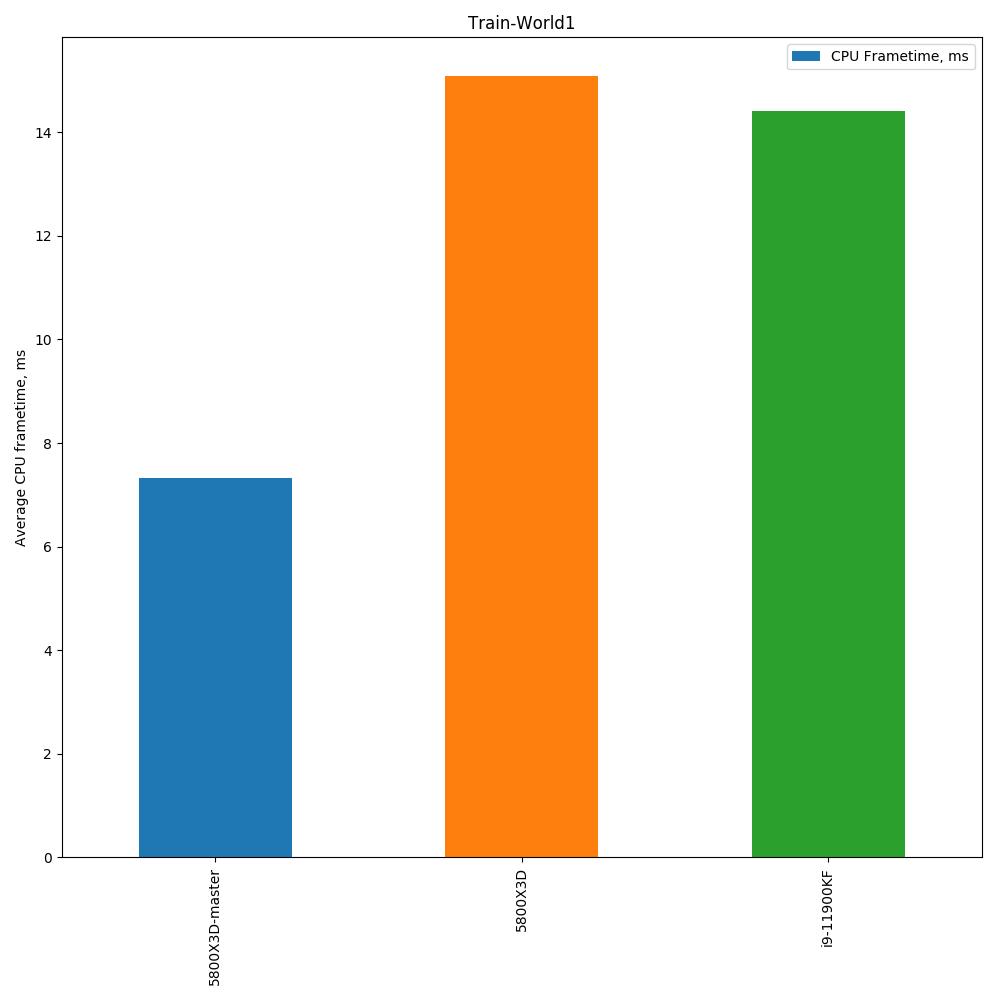 Train-World1
CPU Frametime, ms
Average CPU frametime, ms
14
12
10
8
6
4
2
0
5800X3D-master
5800X3D
i9-11900KF